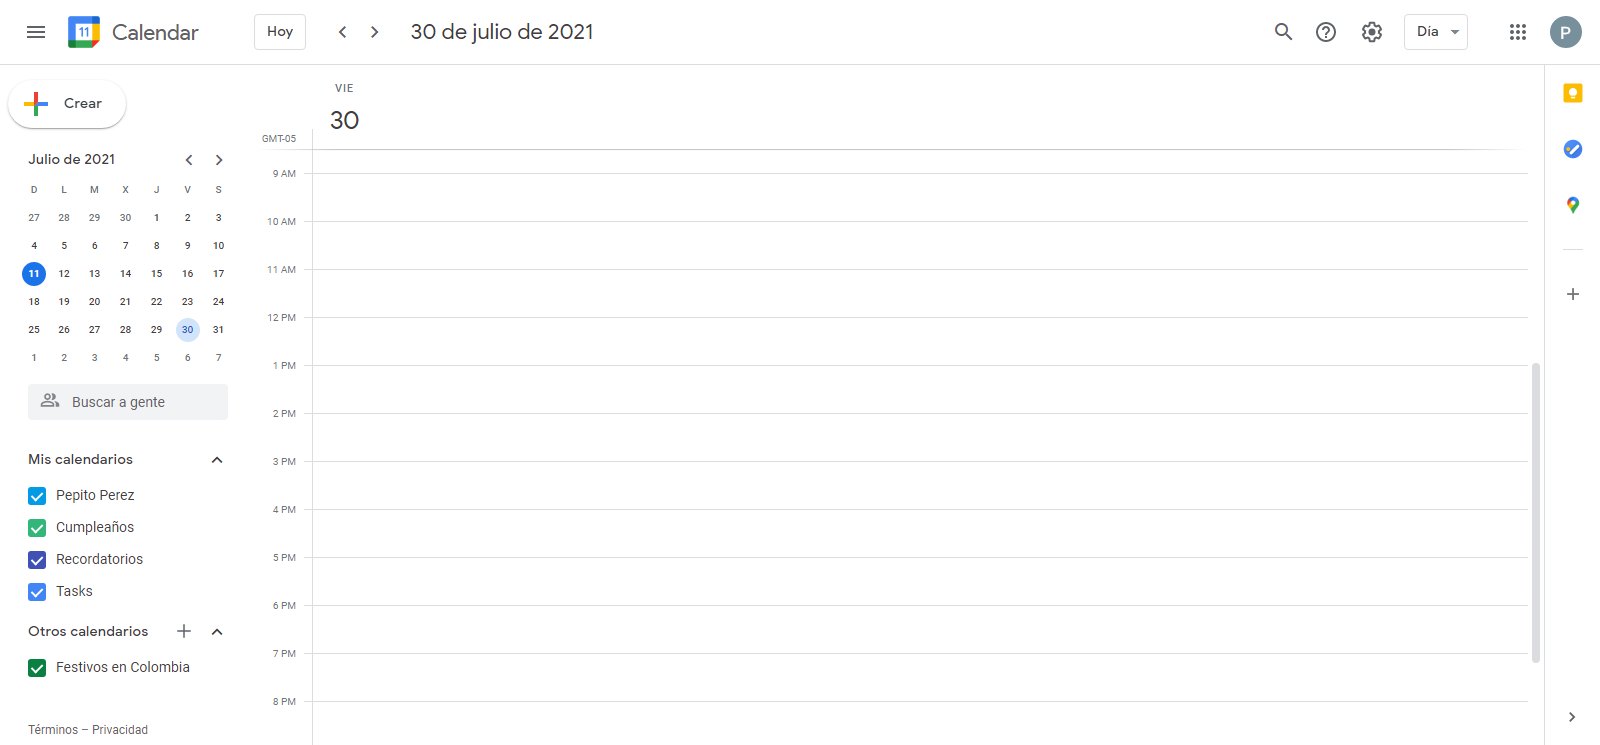 11 Calendar Hoy 30 de julio de 2021 Día P
Crear
VIE
30
GMT-05
Julio de 2021
D L M X J V S
27 28 29 30 1 2 3
4 5 6 7 8 9 10
11 12 13 14 15 16 17
18 19 20 21 22 23 24
25 26 27 28 29 30 31
1 2 3 4 5 6 7
Buscar a gente
Mis calendarios
Pepito Perez
Cumpleaños
Recordatorios
Tasks
Otros calendarios
Festivos en Colombia
Términos – Privacidad
9 AM
10 AM
11 AM
12 PM
1 PM
2 PM
3 PM
4 PM
5 PM
6 PM
7 PM
8 PM